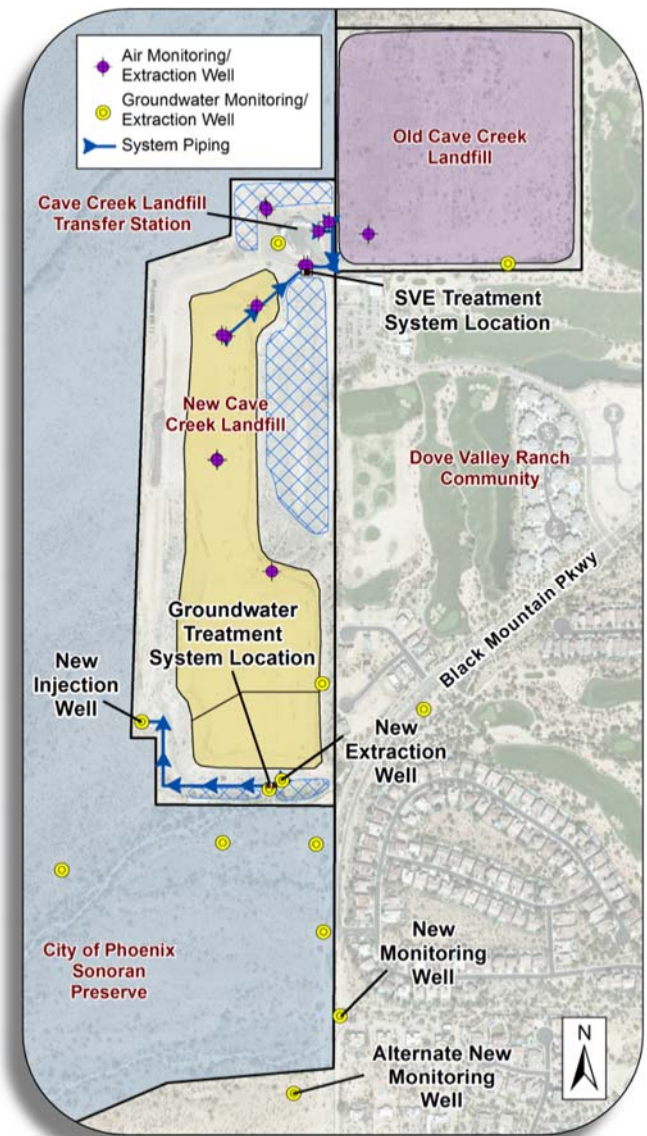 Air Monitoring/
Extraction Well
Groundwater Monitoring/
Extraction Well
System Piping
Old Cave Creek
Landfill
Cave Creek Landfill
Transfer Station
SVE Treatment
System Location
New Cave
Creek Landfill
Dove Valley Ranch
Community
Black Mountain Pkwy
Groundwater
Treatment
System Location
New
Injection
Well
New
Extraction
Well
City of Phoenix
Sonoran
Preserve
New
Monitoring
Well
Alternate New
Monitoring
Well
N